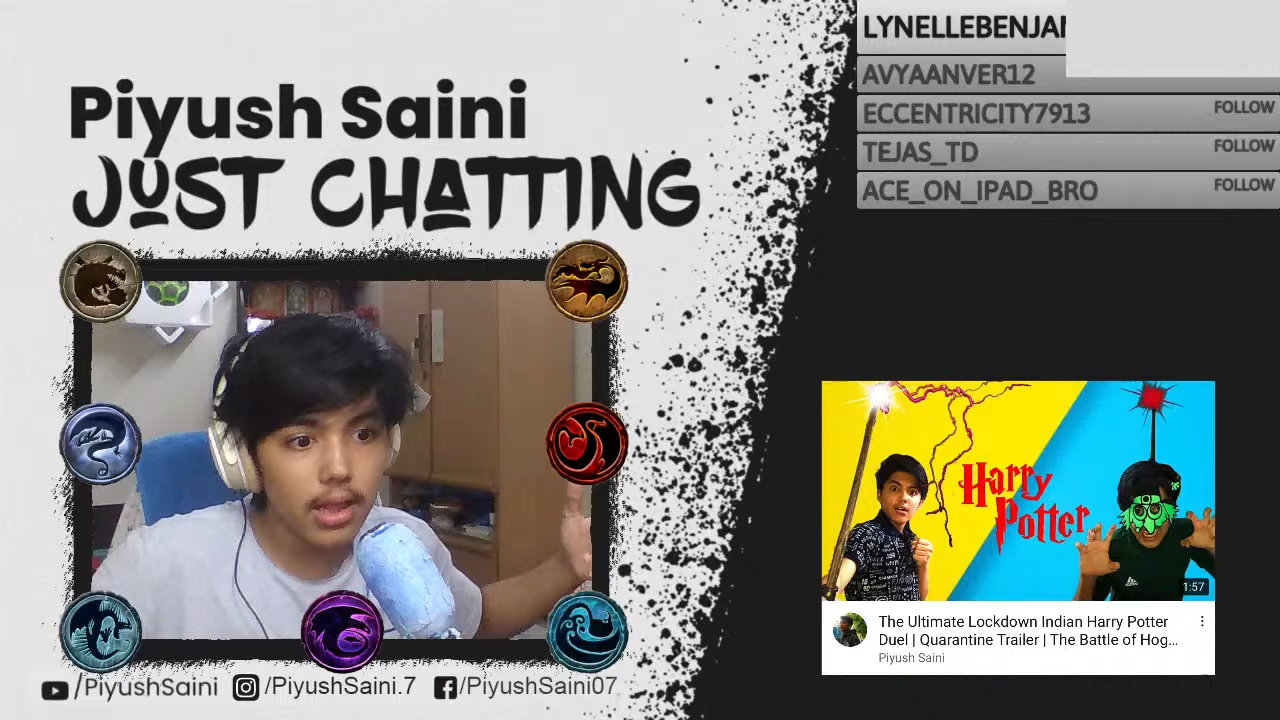 Piyush Saini
JUST CHATTING
LYNELLEBENJA
AVYAANVER12
ECCENTRICITY7913 FOLLOW
TEJAS_TD FOLLOW
ACE_ON_IPAD_BRO FOLLOW
Harry
Potter
1:57
The Ultimate Lockdown Indian Harry Potter
Duel | Quarantine Trailer | The Battle of Hog...
Piyush Saini
/PiyushSaini /PiyushSaini.7 /PiyushSaini07